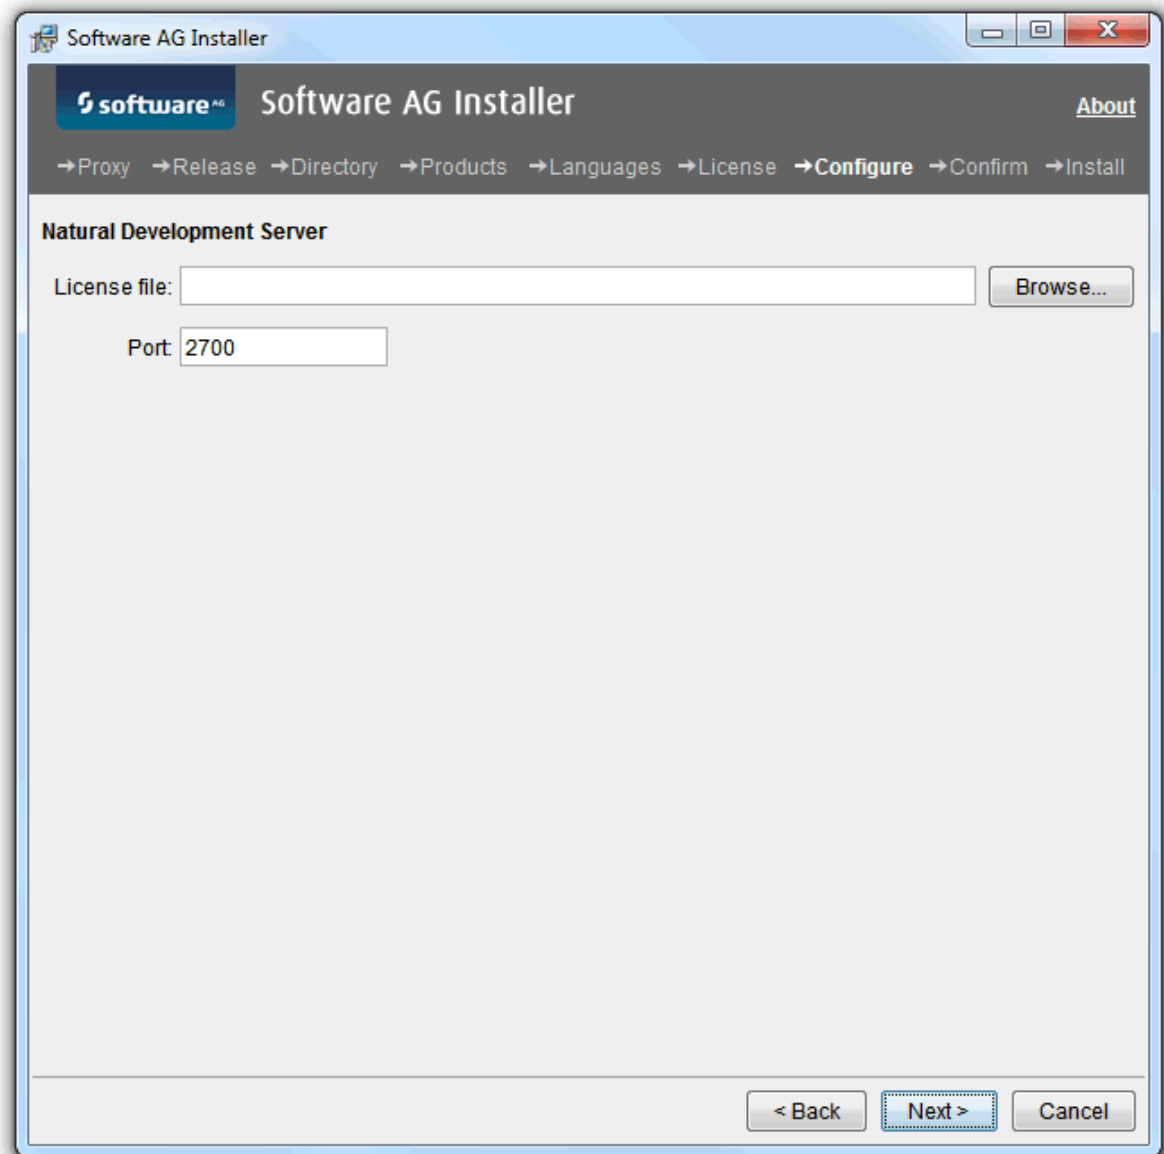 Software AG Installer
software AG Software AG Installer About
→Proxy →Release →Directory →Products →Languages →License →Configure →Confirm →Install
Natural Development Server
License file: Browse...
Port: 2700
< Back Next > Cancel